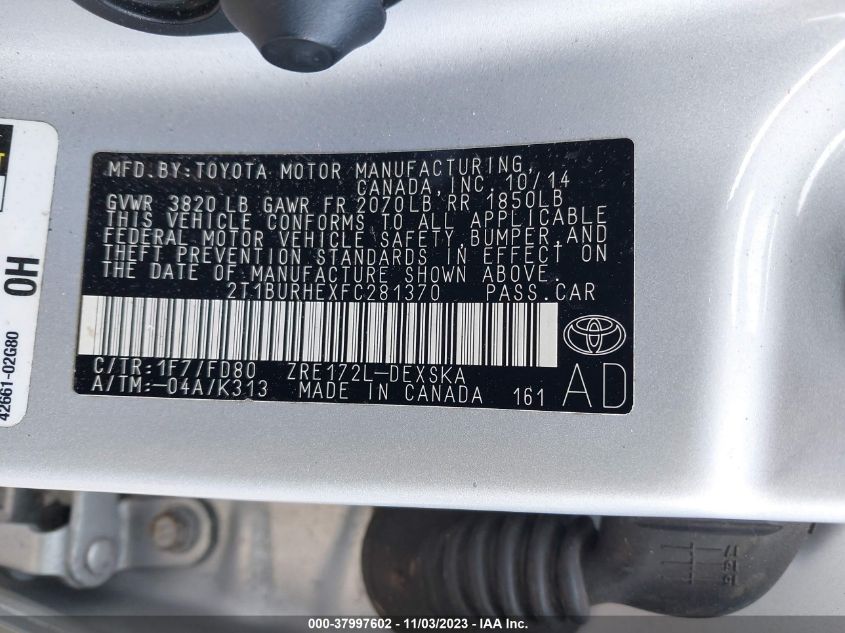 MFD.BY:TOYOTA MOTOR MANUFACTURING,
CANADA, INC. 10/14
GVWR 3820LB GAWR FR 2070LB RR 1850LB
THIS VEHICLE CONFORMS TO ALL APPLICABLE
FEDERAL MOTOR VEHICLE SAFETY, BUMPER, AND
THEFT PREVENTION STANDARDS IN EFFECT ON
THE DATE OF MANUFACTURE SHOWN ABOVE.
2T1BURHEXFC281370 PASS.CAR
C/TR:1F7/FD80 ZRE172L-DEXSKA
A/TM:-04A/K313 MADE IN CANADA 161
AD
OH
42661-02G80
000-37997602 - 11/03/2023 - ©copyright IAA, Inc.